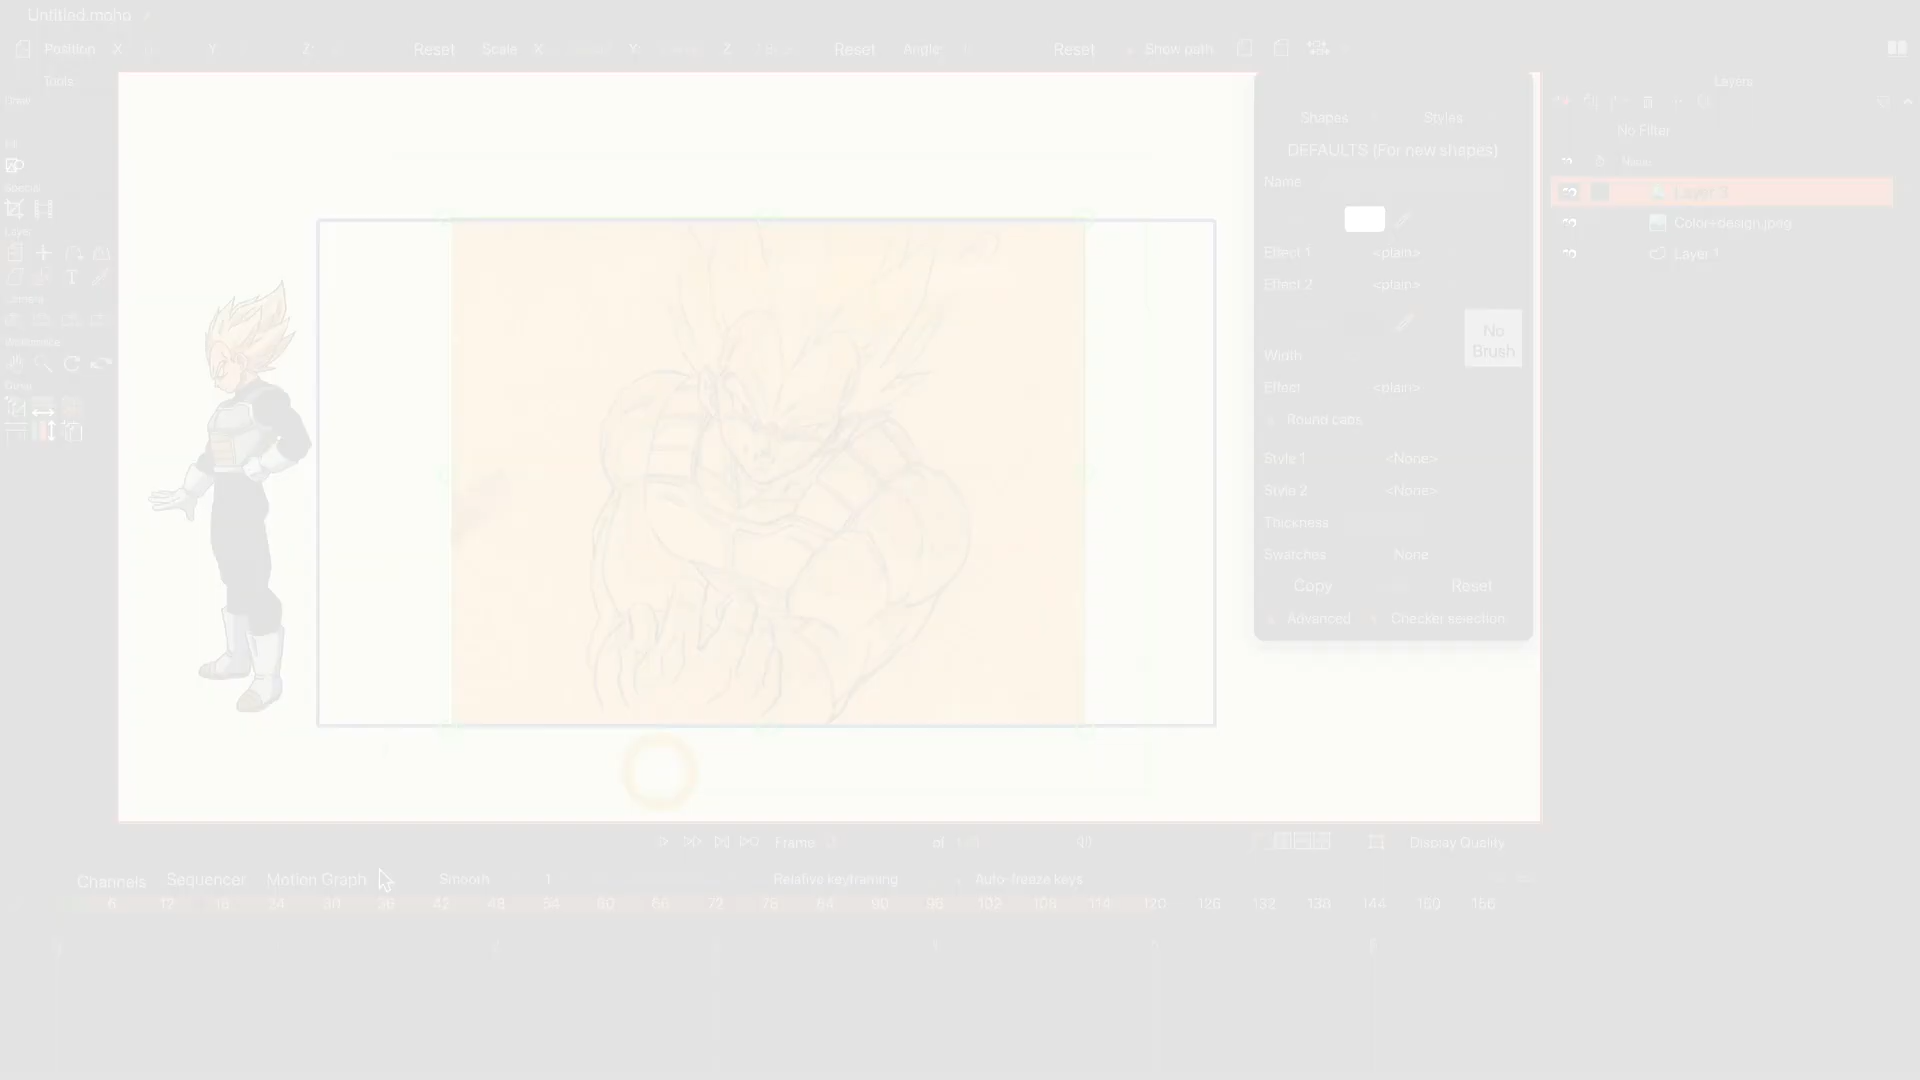 Untitled.moho
Position X Y Z: Reset Scale X Y: Z Reset Angle Reset Show path
Tools
Layers
Draw
Shapes Styles
No Filter
Fill
DEFAULTS (For new shapes)
Name
Name
Special
Layer 3
Color+design.jpeg
Layer
Effect 1 <plain>
Layer 1
Effect 2 <plain>
Camera
No
Brush
Workspace
Width
Effect <plain>
Round caps
Style 1 <None>
Style 2 <None>
Thickness
Swatches None
Copy Reset
Advanced Checker selection
Frame of Display Quality
Channels Sequencer Motion Graph Smooth 1 Relative keyframing Auto-freeze keys
6 12 18 24 30 36 42 48 54 60 66 72 78 84 90 96 102 108 114 120 126 132 138 144 150 156